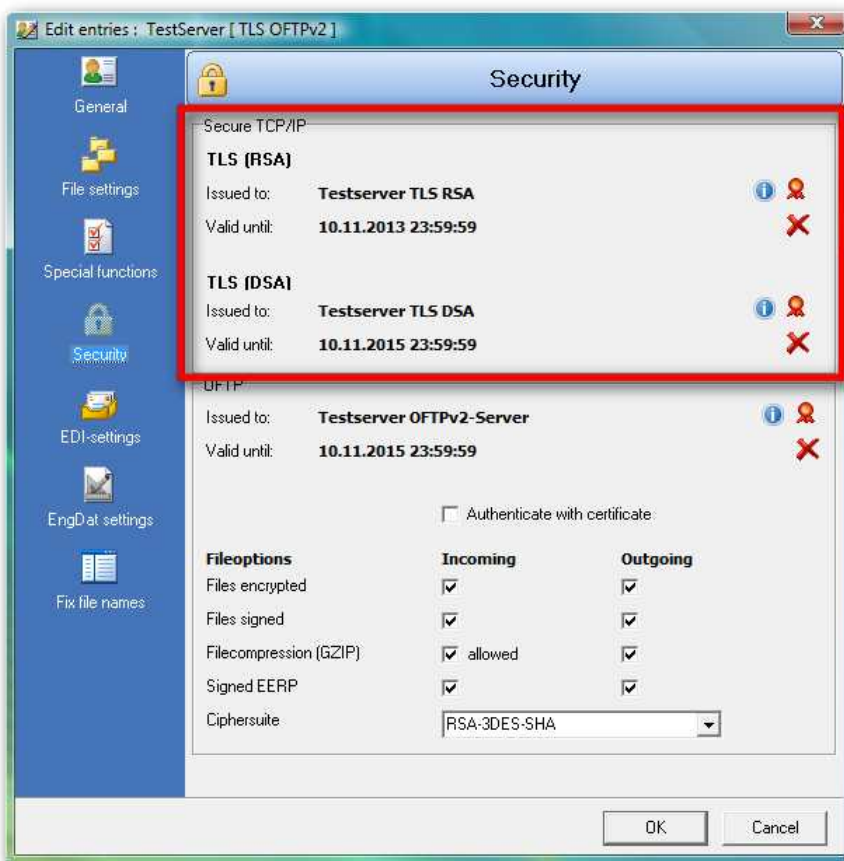 Edit entries : TestServer [ TLS OFTPv2 ]
General
File settings
Special functions
Security
EDI-settings
EngDat settings
Fix file names
Security
Secure TCP/IP
TLS (RSA)
Issued to: Testserver TLS RSA
Valid until: 10.11.2013 23:59:59
TLS (DSA)
Issued to: Testserver TLS DSA
Valid until: 10.11.2015 23:59:59
OFTP
Issued to: Testserver OFTPv2-Server
Valid until: 10.11.2015 23:59:59
Authenticate with certificate
Fileoptions Incoming Outgoing
Files encrypted
Files signed
Filecompression (GZIP) allowed
Signed EERP
Ciphersuite RSA-3DES-SHA
OK Cancel